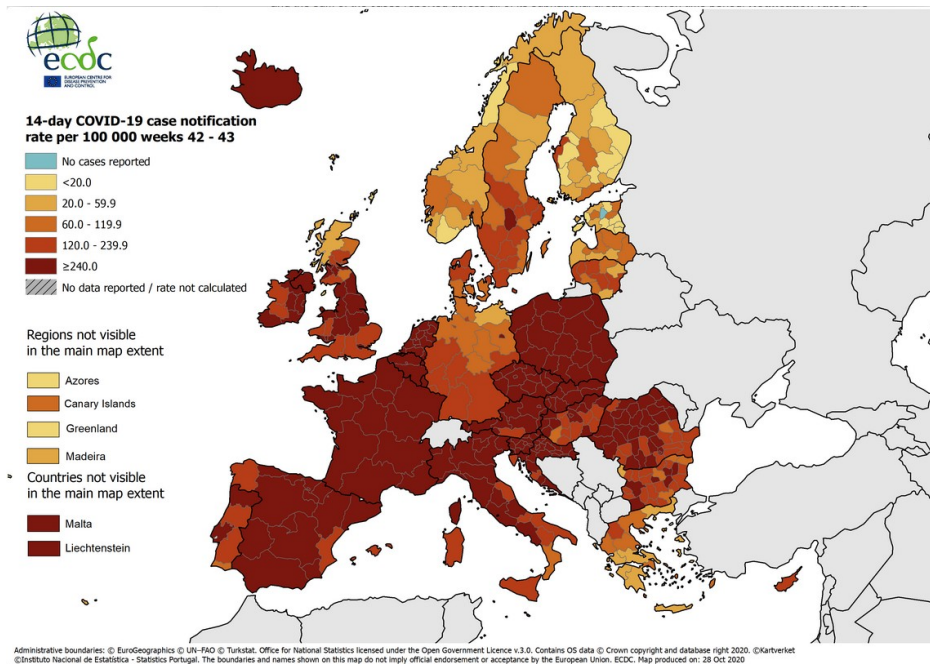 ecdc
EUROPEAN CENTRE FOR
DISEASE PREVENTION
AND CONTROL
14-day COVID-19 case notification
rate per 100 000 weeks 42 - 43
No cases reported
<20.0
20.0 - 59.9
60.0 - 119.9
120.0 - 239.9
≥240.0
No data reported / rate not calculated
Regions not visible
in the main map extent
Azores
Canary Islands
Greenland
Madeira
Countries not visible
in the main map extent
Malta
Liechtenstein
Administrative boundaries: © EuroGeographics © UN–FAO © Turkstat. Office for National Statistics licensed under the Open Government Licence v.3.0. Contains OS data © Crown copyright and database right 2020. ©Kartverket
©Instituto Nacional de Estatística - Statistics Portugal. The boundaries and names shown on this map do not imply official endorsement or acceptance by the European Union. ECDC. Map produced on: 28 Oct 2020